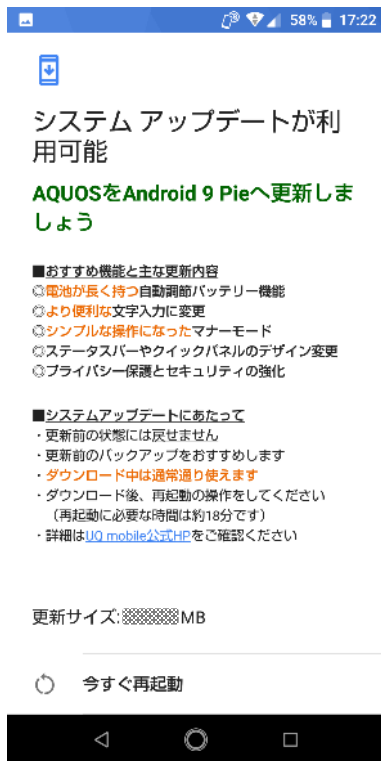 58% 17:22
システム アップデートが利
用可能
AQUOSをAndroid 9 Pieへ更新しま
しょう
■おすすめ機能と主な更新内容
◎電池が長く持つ自動調節バッテリー機能
◎より便利な文字入力に変更
◎シンプルな操作になったマナーモード
◎ステータスバーやクイックパネルのデザイン変更
◎プライバシー保護とセキュリティの強化
■システムアップデートにあたって
・更新前の状態には戻せません
・更新前のバックアップをおすすめします
・ダウンロード中は通常通り使えます
・ダウンロード後、再起動の操作をしてください
（再起動に必要な時間は約18分です）
・詳細はUQ mobile公式HPをご確認ください
更新サイズ: MB
今すぐ再起動